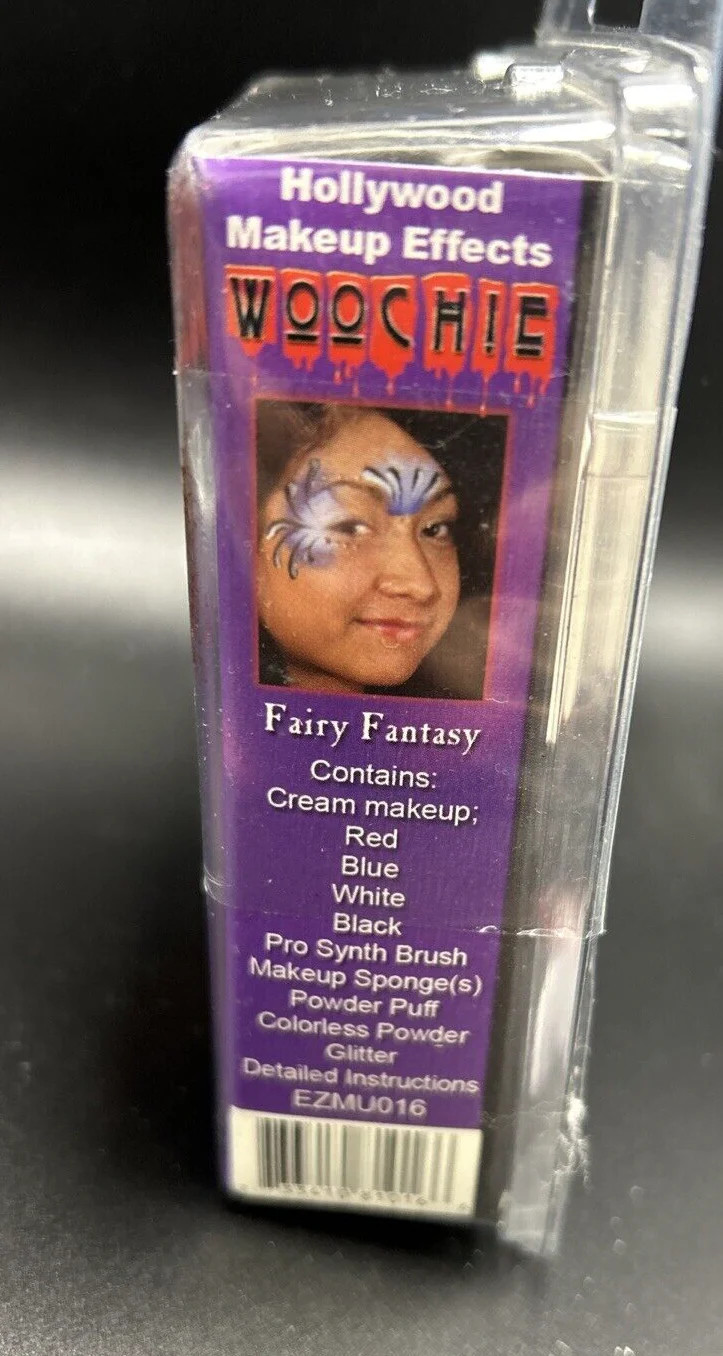 Hollywood
Makeup Effects
WOOCHIE
Fairy Fantasy
Contains:
Cream makeup;
Red
Blue
White
Black
Pro Synth Brush
Makeup Sponge(s)
Powder Puff
Colorless Powder
Glitter
Detailed Instructions
EZMU016